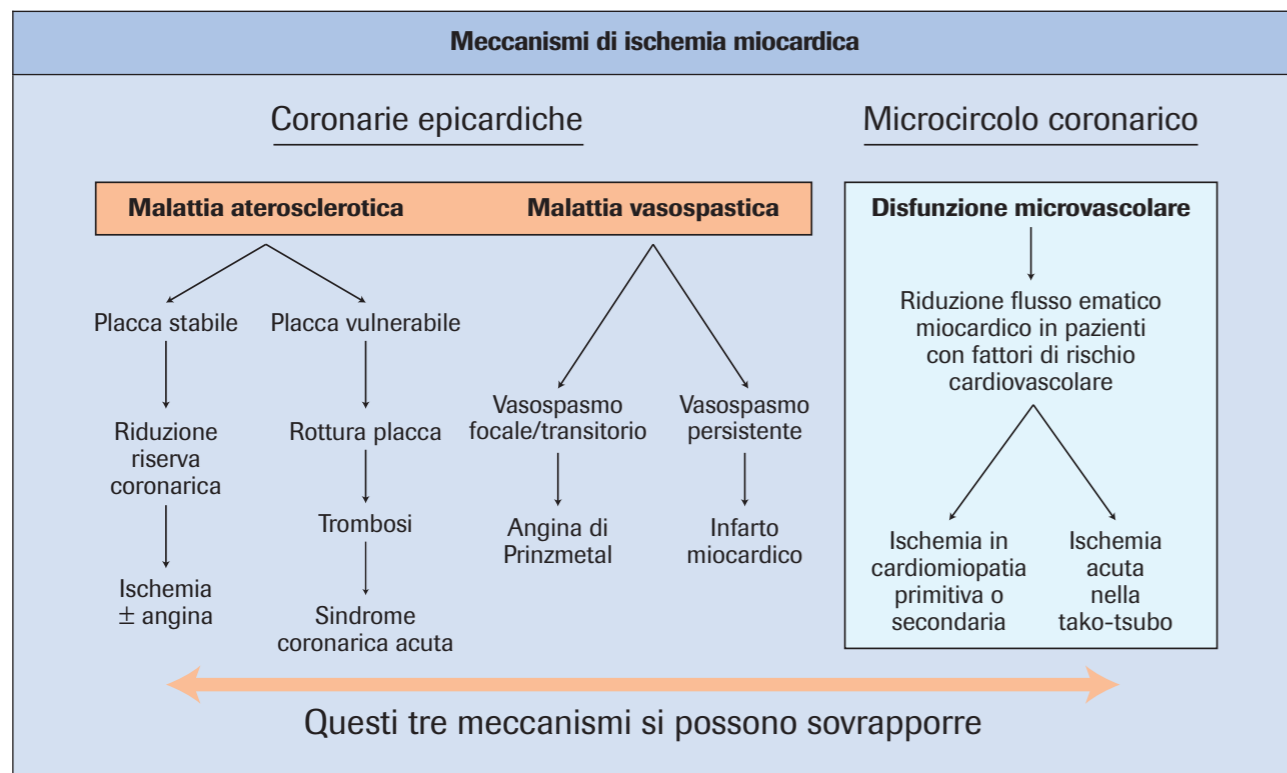 Meccanismi di ischemia miocardica
Coronarie epicardiche
Malattia aterosclerotica
Placca stabile
Riduzione
riserva
coronarica
Ischemia
± angina
Placca vulnerabile
Rottura placca
Trombosi
Sindrome
coronarica acuta
Malattia vasospastica
Vasospasmo
focale/transitorio
Angina di
Prinzmetal
Vasospasmo
persistente
Infarto
miocardico
Microcircolo coronarico
Disfunzione microvascolare
Riduzione flusso ematico
miocardico in pazienti
con fattori di rischio
cardiovascolare
Ischemia in
cardiomiopatia
primitiva o
secondaria
Ischemia
acuta
nella
tako-tsubo
Questi tre meccanismi si possono sovrapporre